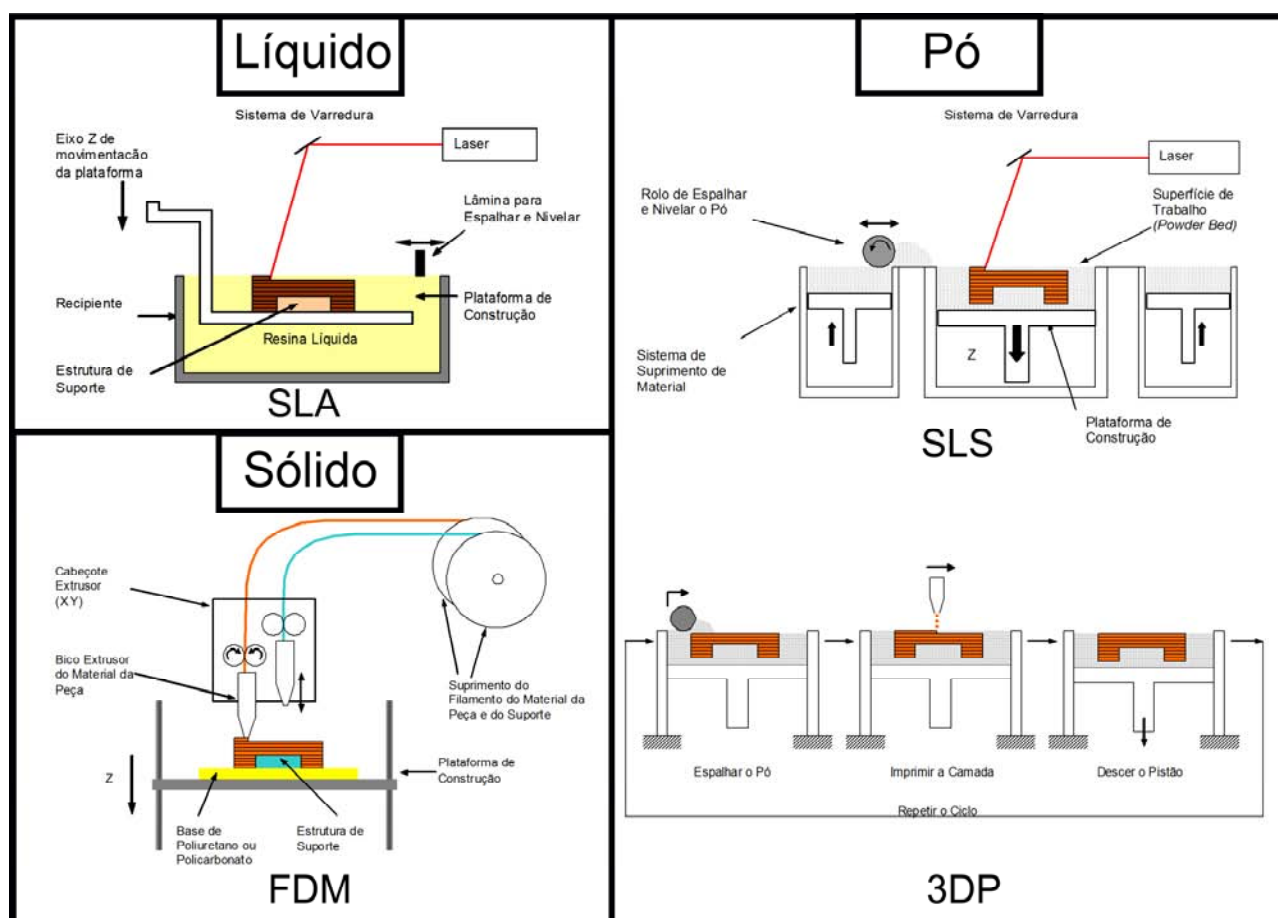 Líquido
Sistema de Varredura
Eixo Z de
movimentação
da plataforma
Laser
Lâmina para
Espalhar e Nivelar
Recipiente
Plataforma de
Construção
Resina Líquida
Estrutura de
Suporte
SLA
Pó
Sistema de Varredura
Laser
Rolo de Espalhar
e Nivelar o Pó
Superfície de
Trabalho
(Powder Bed)
Sistema de
Suprimento de
Material
Z
Plataforma de
Construção
SLS
Sólido
Cabeçote
Extrusor
(XY)
Bico Extrusor
do Material da
Peça
Suprimento do
Filamento do Material da
Peça e do Suporte
Z
Plataforma de
Construção
Base de
Poliuretano ou
Policarbonato
Estrutura de
Suporte
FDM
Espalhar o Pó
Imprimir a Camada
Descer o Pistão
Repetir o Ciclo
3DP